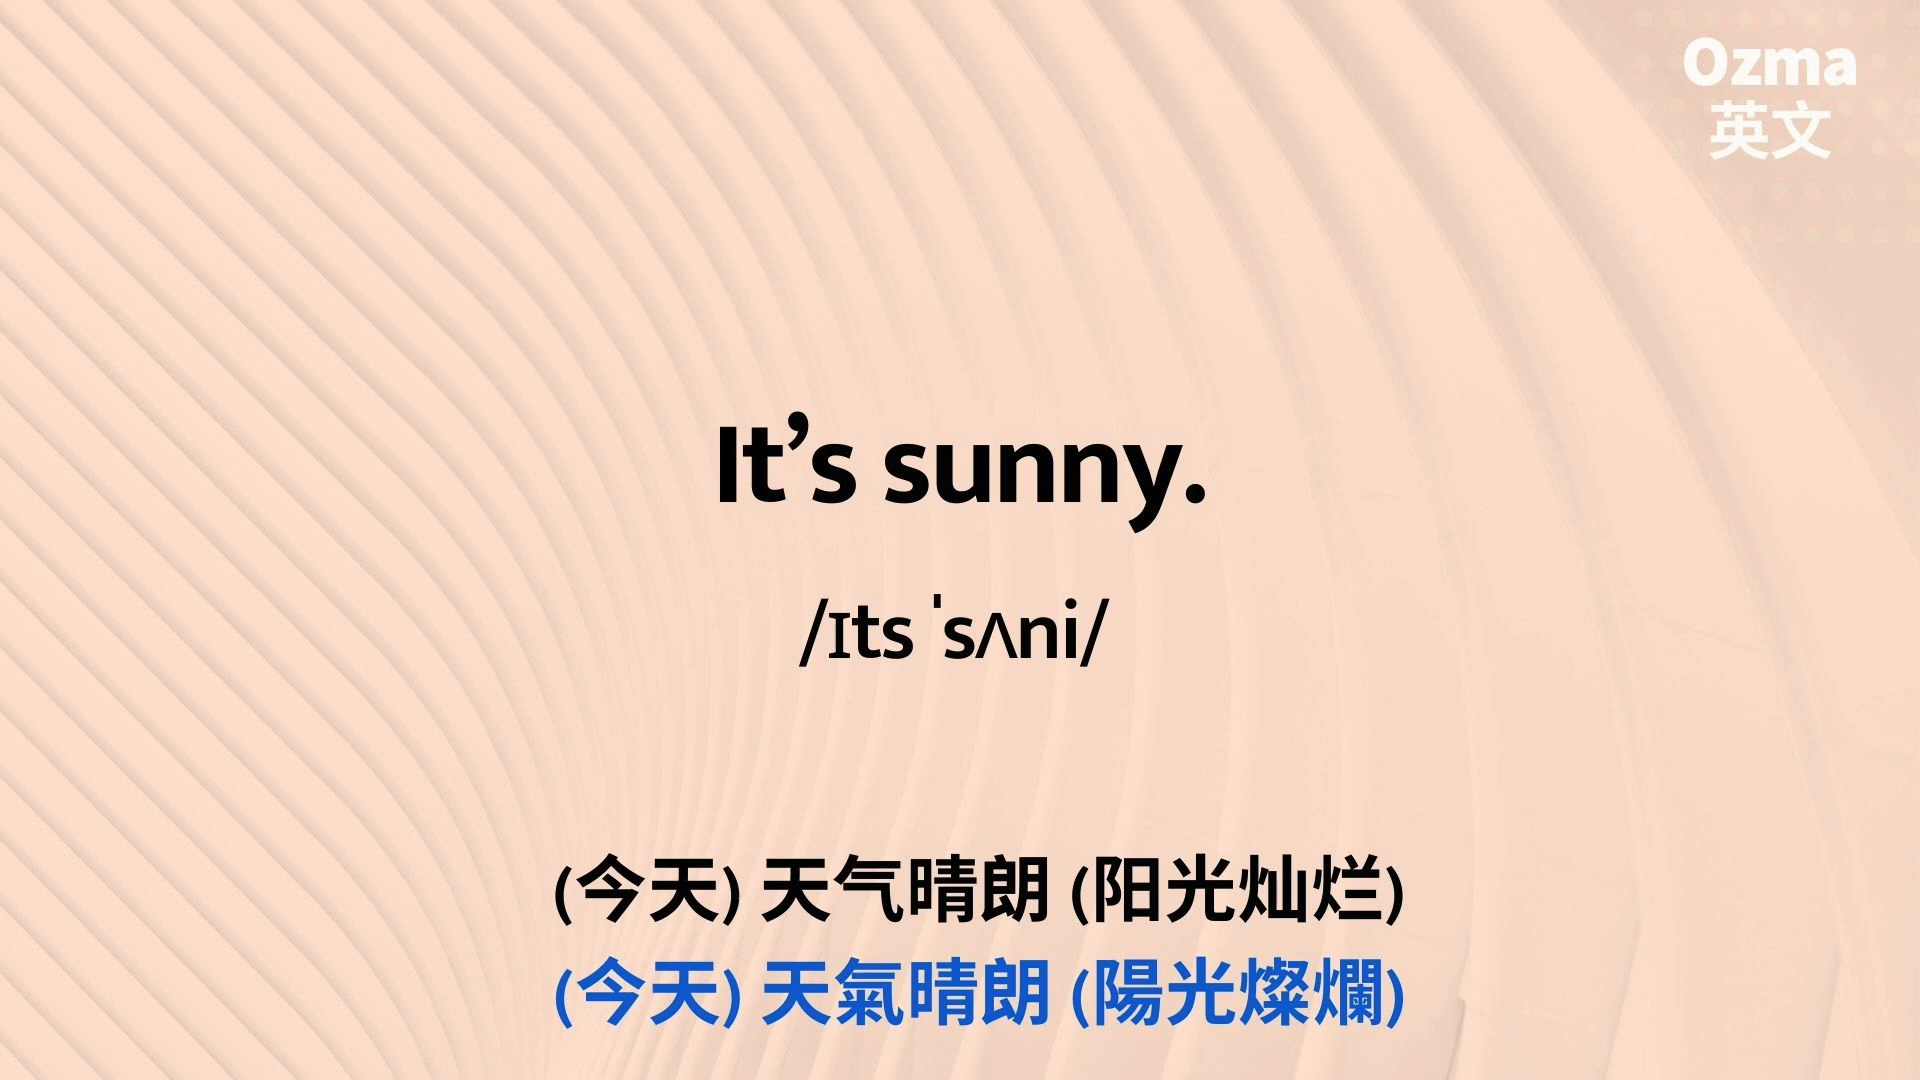 Ozma
英文
It’s sunny.
/ɪts ˈsʌni/
(今天) 天气晴朗 (阳光灿烂)
(今天) 天氣晴朗 (陽光燦爛)